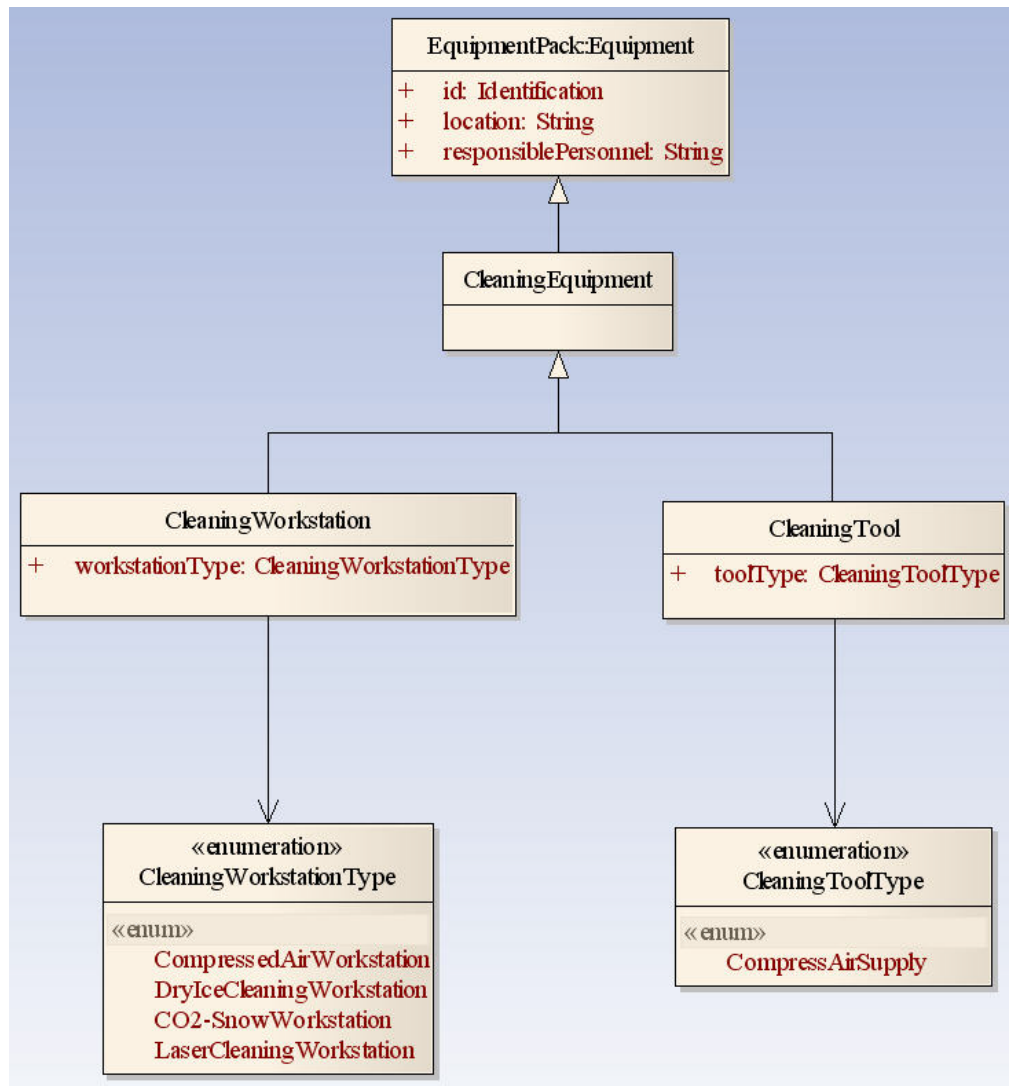 EquipmentPack::Equipment
+ id: Identification
+ location: String
+ responsiblePersonnel: String
CleaningEquipment
CleaningWorkstation
+ workstationType: CleaningWorkstationType
CleaningTool
+ toolType: CleaningToolType
«enumeration»
CleaningWorkstationType
«enum»
CompressedAirWorkstation
DryIceCleaningWorkstation
CO2-SnowWorkstation
LaserCleaningWorkstation
«enumeration»
CleaningToolType
«enum»
CompressAirSupply